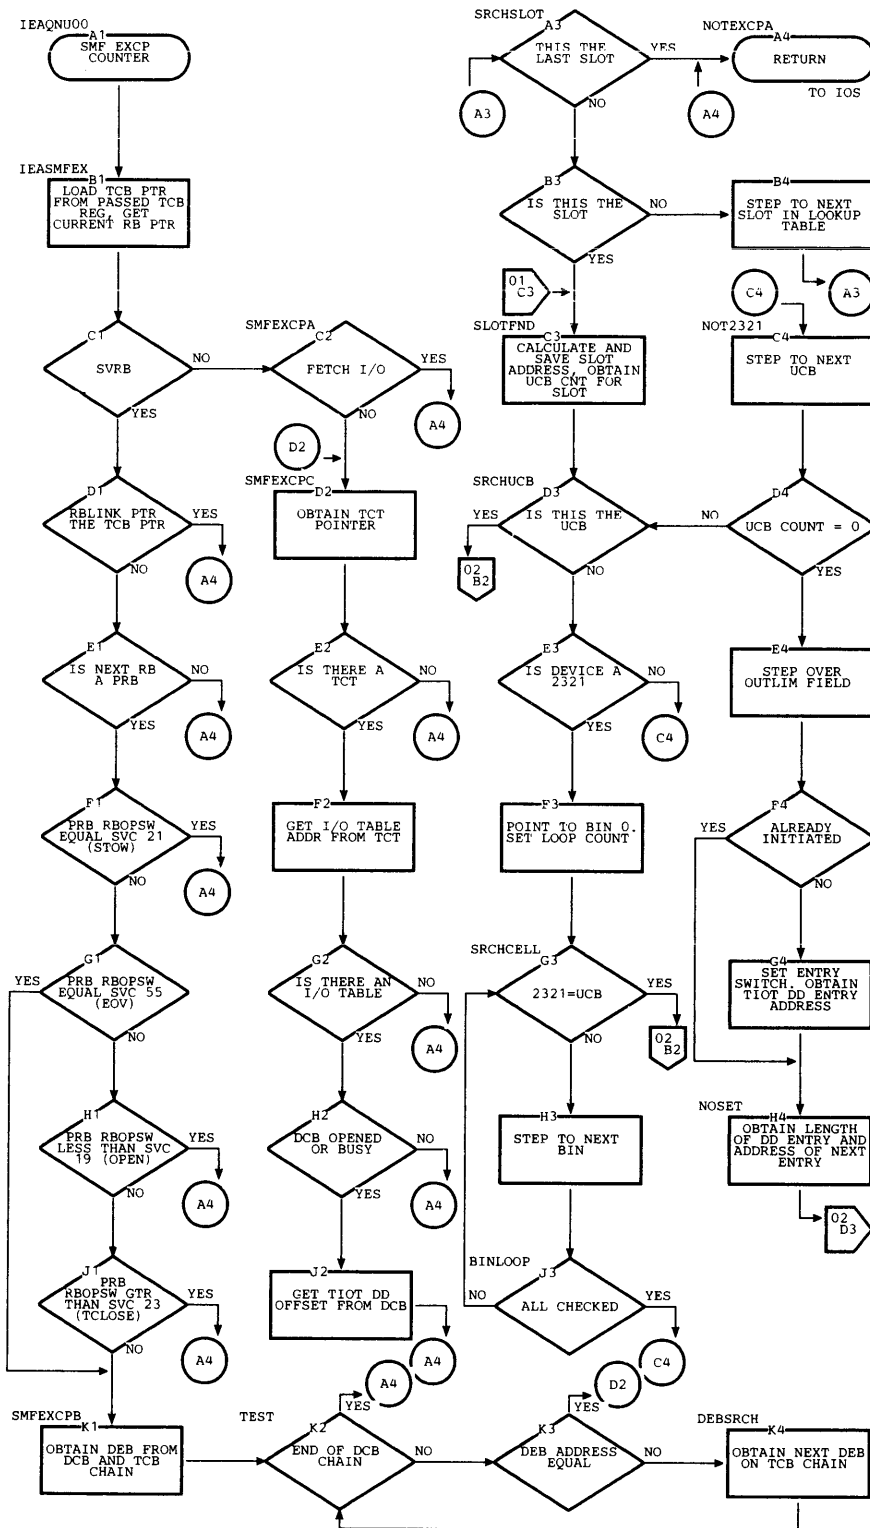 IEAQNU00
A1
SMF EXCP
COUNTER
IEASMFEX
B1
LOAD TCB PTR
FROM PASSED TCB
REG, GET
CURRENT RB PTR
C1
SVRB
NO
YES
D1
RBLINK PTR
THE TCB PTR
YES
A4
NO
E1
IS NEXT RB
A PRB
NO
A4
YES
F1
PRB RBOPSW
EQUAL SVC 21
(STOW)
YES
A4
NO
G1
YES
PRB RBOPSW
EQUAL SVC 55
(EOV)
NO
H1
PRB RBOPSW
LESS THAN SVC
19 (OPEN)
YES
A4
NO
J1
PRB
RBOPSW GTR
THAN SVC 23
(TCLOSE)
YES
A4
NO
SMFEXCPB
K1
OBTAIN DEB FROM
DCB AND TCB
CHAIN
SMFEXCPA
C2
FETCH I/O
YES
A4
NO
D2
SMFEXCPC
D2
OBTAIN TCT
POINTER
E2
IS THERE A
TCT
NO
A4
YES
F2
GET I/O TABLE
ADDR FROM TCT
G2
IS THERE AN
I/O TABLE
NO
A4
YES
H2
DCB OPENED
OR BUSY
NO
A4
YES
J2
GET TIOT DD
OFFSET FROM DCB
A4
A4
YES
TEST
K2
END OF DCB
CHAIN
NO
SRCHSLOT
A3
THIS THE
LAST SLOT
YES
A3
NO
A4
B3
IS THIS THE
SLOT
NO
YES
01
C3
SLOTFND
C3
CALCULATE AND
SAVE SLOT
ADDRESS, OBTAIN
UCB CNT FOR
SLOT
SRCHUCB
D3
YES
IS THIS THE
UCB
NO
02
B2
NO
E3
IS DEVICE A
2321
NO
C4
YES
F3
POINT TO BIN 0.
SET LOOP COUNT
SRCHCELL
G3
2321=UCB
YES
02
B2
NO
H3
STEP TO NEXT
BIN
BINLOOP
J3
NO
ALL CHECKED
YES
C4
D2
YES
K3
DEB ADDRESS
EQUAL
NO
NOTEXCPA
A4
RETURN
TO IOS
B4
STEP TO NEXT
SLOT IN LOOKUP
TABLE
A3
C4
NOT2321
C4
STEP TO NEXT
UCB
D4
UCB COUNT = 0
YES
E4
STEP OVER
OUTLIM FIELD
F4
YES
ALREADY
INITIATED
NO
G4
SET ENTRY
SWITCH. OBTAIN
TIOT DD ENTRY
ADDRESS
NOSET
H4
OBTAIN LENGTH
OF DD ENTRY AND
ADDRESS OF NEXT
ENTRY
02
D3
DEBSRCH
K4
OBTAIN NEXT DEB
ON TCB CHAIN